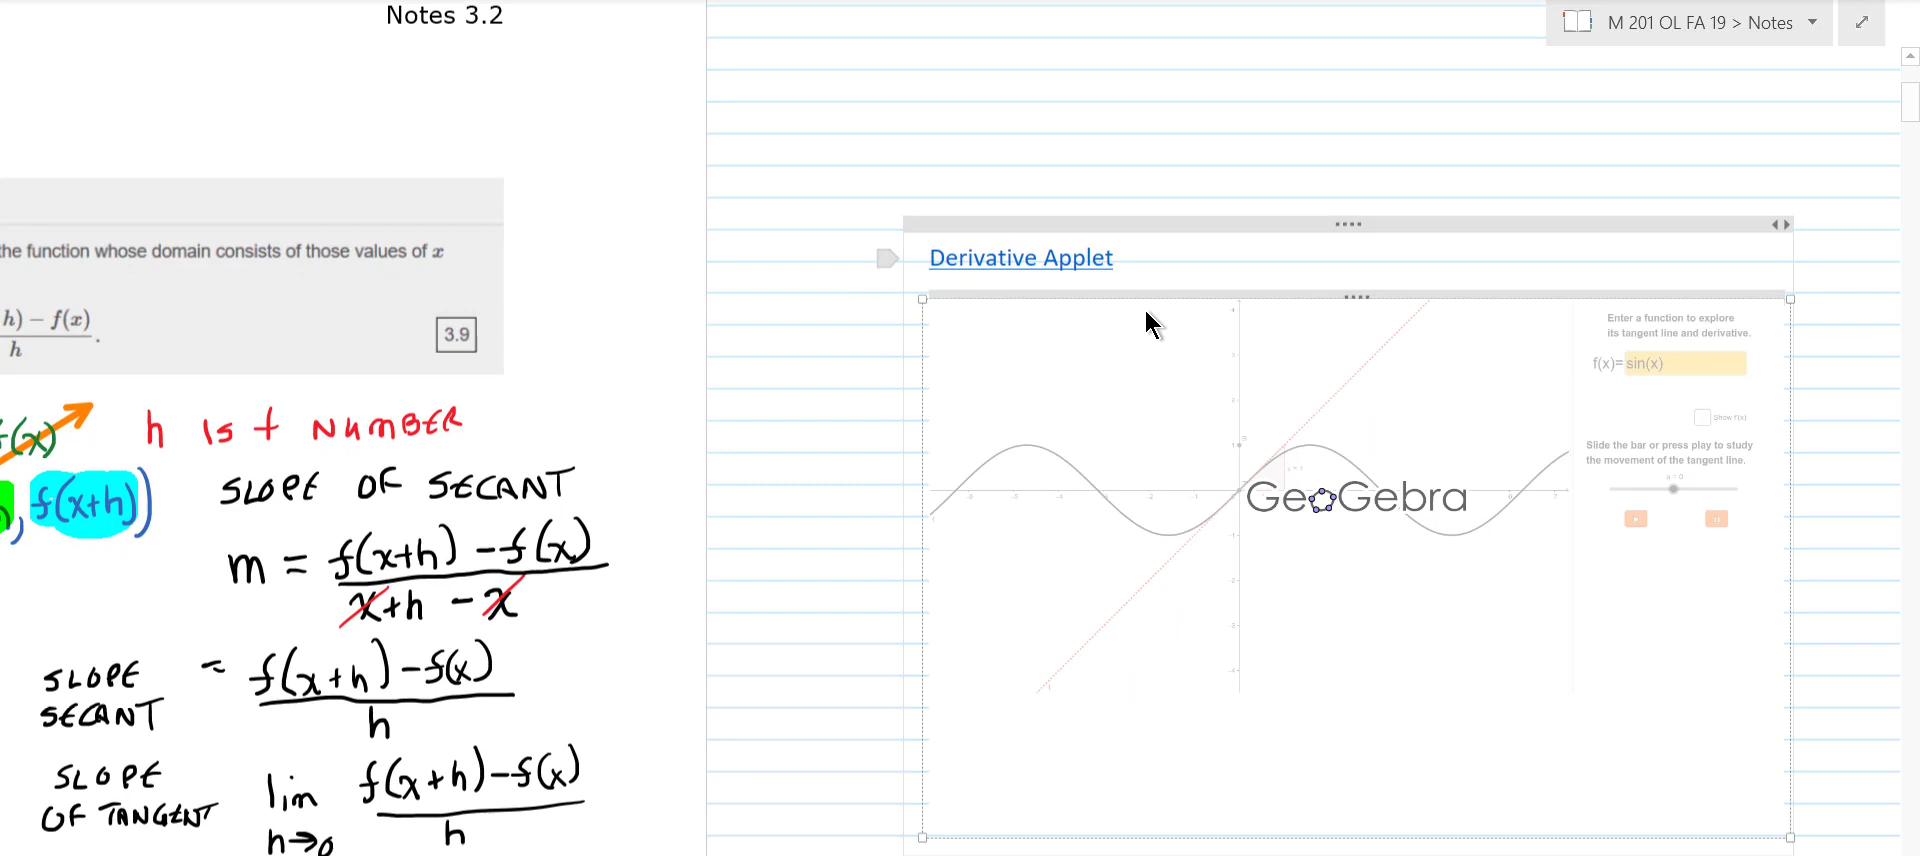 Notes 3.2
M 201 OL FA 19 > Notes
the function whose domain consists of those values of x
h) − f(x)
h
.
3.9
f(x)
h is + NUMBER
, f(x+h))
SLOPE OF SECANT
m = f(x+h) − f(x)
x+h − x
SLOPE
SECANT
= f(x+h) − f(x)
h
SLOPE
OF TANGENT
lim f(x+h) − f(x)
h→0 h
Derivative Applet
Enter a function to explore
its tangent line and derivative.
f(x)= sin(x)
Show f'(x)
Slide the bar or press play to study
the movement of the tangent line.
a = 0
GeoGebra